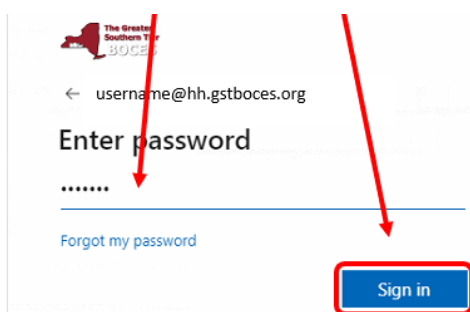 The Greater
Southern Tier
BOCES
← username@hh.gstboces.org
Enter password
•••••••
Forgot my password
Sign in